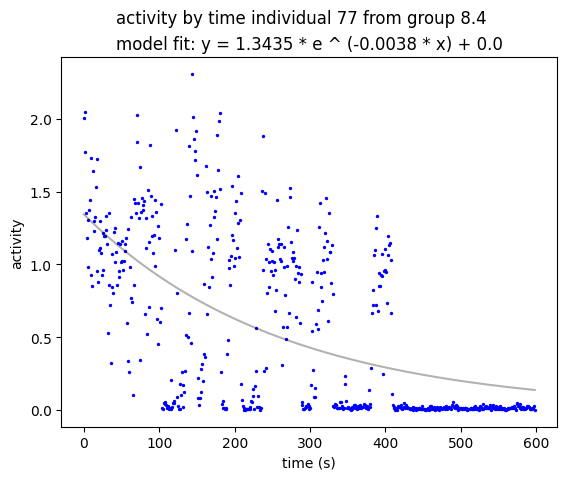 activity by time individual 77 from group 8.4
model fit: y = 1.3435 * e ^ (-0.0038 * x) + 0.0
2.0
1.5
1.0
0.5
0.0
activity
0 100 200 300 400 500 600
time (s)